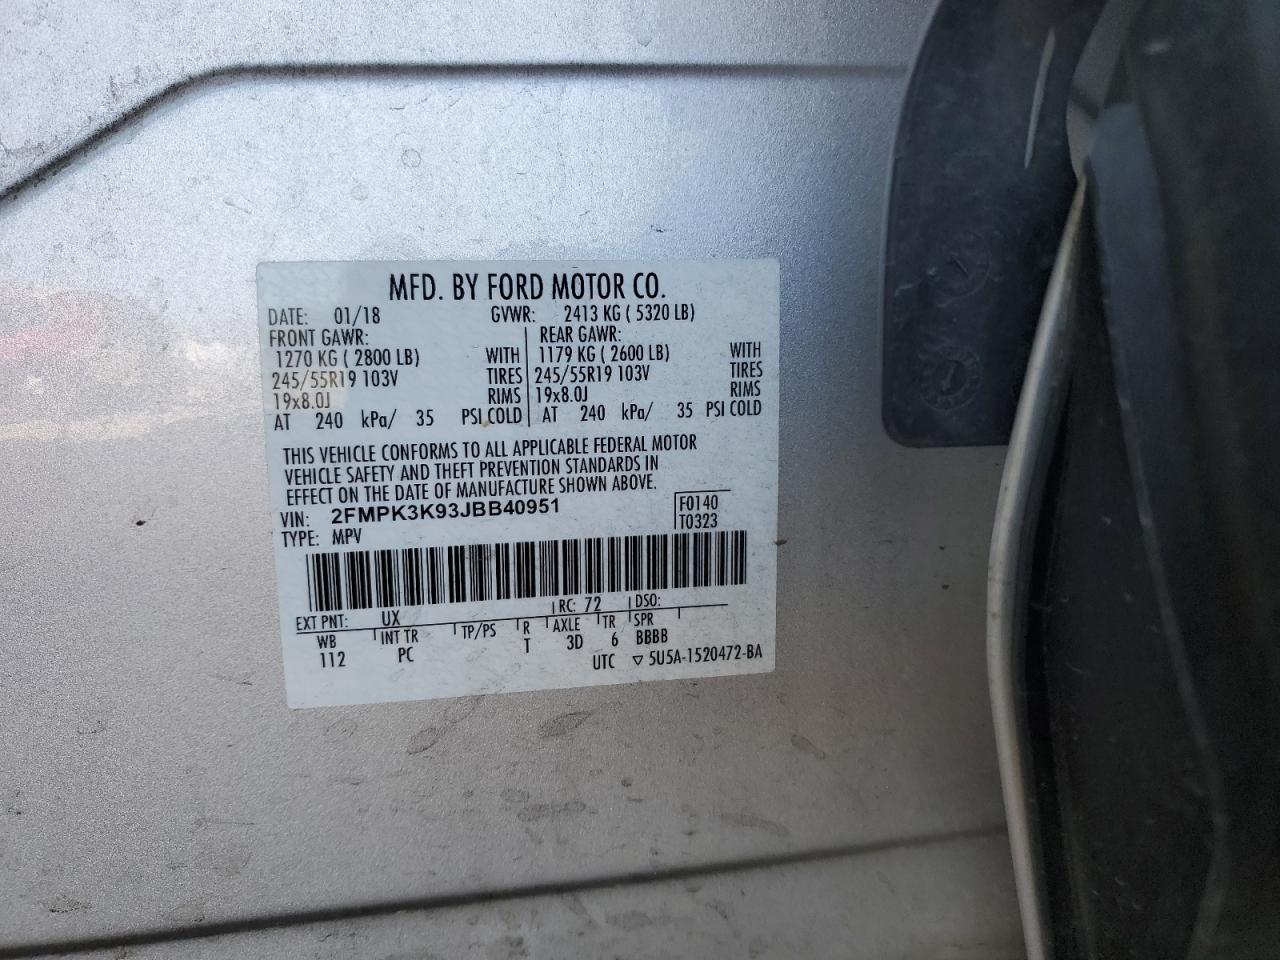 MFD. BY FORD MOTOR CO.
DATE: 01/18 GVWR: 2413 KG ( 5320 LB)
FRONT GAWR: REAR GAWR:
1270 KG ( 2800 LB) WITH 1179 KG ( 2600 LB) WITH
245/55R19 103V TIRES 245/55R19 103V TIRES
19x8.0J RIMS 19x8.0J RIMS
AT 240 kPa/ 35 PSI COLD AT 240 kPa/ 35 PSI COLD
THIS VEHICLE CONFORMS TO ALL APPLICABLE FEDERAL MOTOR
VEHICLE SAFETY AND THEFT PREVENTION STANDARDS IN
EFFECT ON THE DATE OF MANUFACTURE SHOWN ABOVE.
VIN: 2FMPK3K93JBB40951 F0140
TYPE: MPV T0323
EXT PNT: UX RC: 72 DSO:
WB INT TR TP/PS R AXLE TR SPR
112 PC T 3D 6 BBBB
UTC ▽ 5U5A-1520472-BA